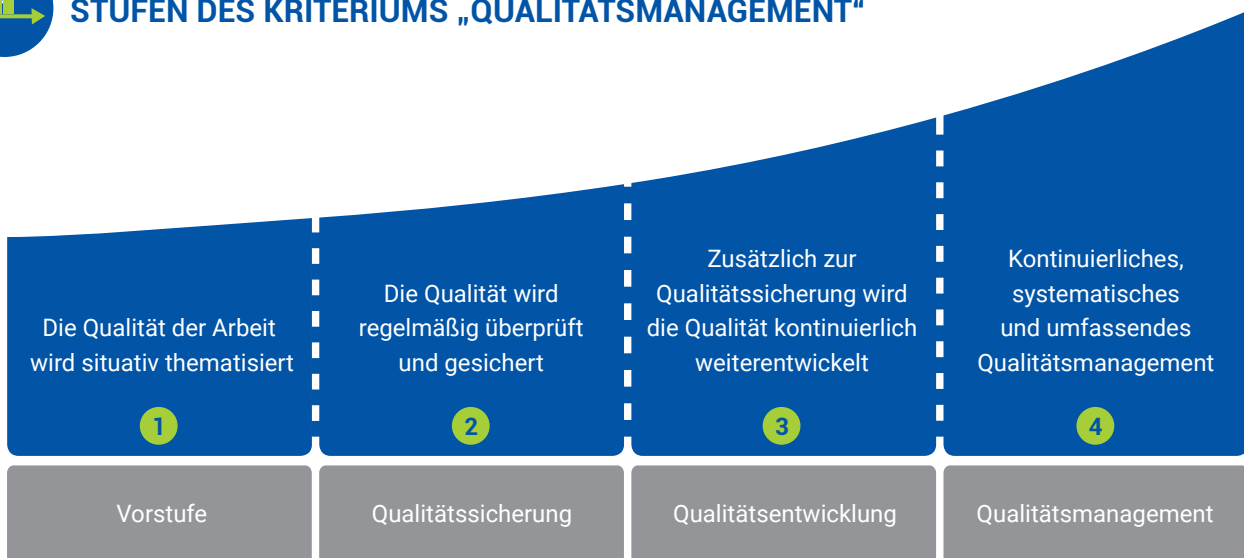 STUFEN DES KRITERIUMS „QUALITÄTSMANAGEMENT“
Die Qualität der Arbeit
wird situativ thematisiert
1
Die Qualität wird
regelmäßig überprüft
und gesichert
2
Zusätzlich zur
Qualitätssicherung wird
die Qualität kontinuierlich
weiterentwickelt
3
Kontinuierliches,
systematisches
und umfassendes
Qualitätsmanagement
4
Vorstufe
Qualitätssicherung
Qualitätsentwicklung
Qualitätsmanagement